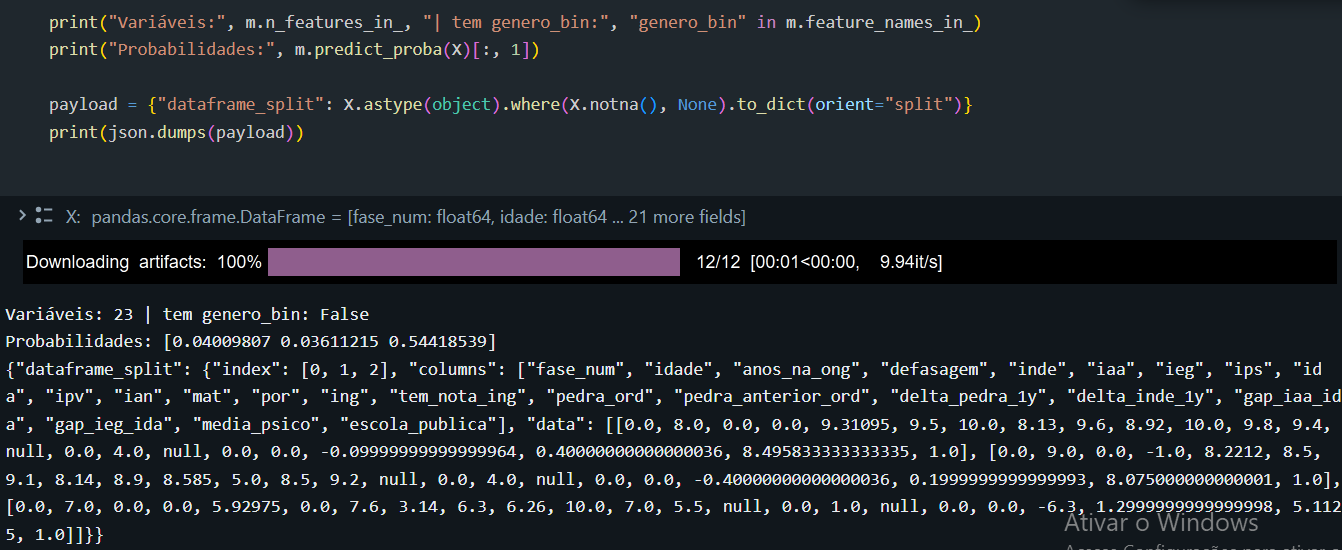 print("Variáveis:", m.n_features_in_, "| tem genero_bin:", "genero_bin" in m.feature_names_in_)
print("Probabilidades:", m.predict_proba(X)[:, 1])
payload = {"dataframe_split": X.astype(object).where(X.notna(), None).to_dict(orient="split")}
print(json.dumps(payload))
X: pandas.core.frame.DataFrame = [fase_num: float64, idade: float64 ... 21 more fields]
Downloading artifacts: 100% 12/12 [00:01<00:00, 9.94it/s]
Variáveis: 23 | tem genero_bin: False
Probabilidades: [0.04009807 0.03611215 0.54418539]
{"dataframe_split": {"index": [0, 1, 2], "columns": ["fase_num", "idade", "anos_na_ong", "defasagem", "inde", "iaa", "ieg", "ips", "id
a", "ipv", "ian", "mat", "por", "ing", "tem_nota_ing", "pedra_ord", "pedra_anterior_ord", "delta_pedra_1y", "delta_inde_1y", "gap_iaa_id
a", "gap_ieg_ida", "media_psico", "escola_publica"], "data": [[0.0, 8.0, 0.0, 0.0, 9.31095, 9.5, 10.0, 8.13, 9.6, 8.92, 10.0, 9.8, 9.4,
null, 0.0, 4.0, null, 0.0, 0.0, -0.09999999999999964, 0.40000000000000036, 8.495833333333335, 1.0], [0.0, 9.0, 0.0, -1.0, 8.2212, 8.5,
9.1, 8.14, 8.9, 8.585, 5.0, 8.5, 9.2, null, 0.0, 4.0, null, 0.0, 0.0, -0.40000000000000036, 0.1999999999999993, 8.075000000000001, 1.0],
[0.0, 7.0, 0.0, 0.0, 5.92975, 0.0, 7.6, 3.14, 6.3, 6.26, 10.0, 7.0, 5.5, null, 0.0, 1.0, null, 0.0, 0.0, -6.3, 1.2999999999999998, 5.112
5, 1.0]]}}
Ativar o Windows